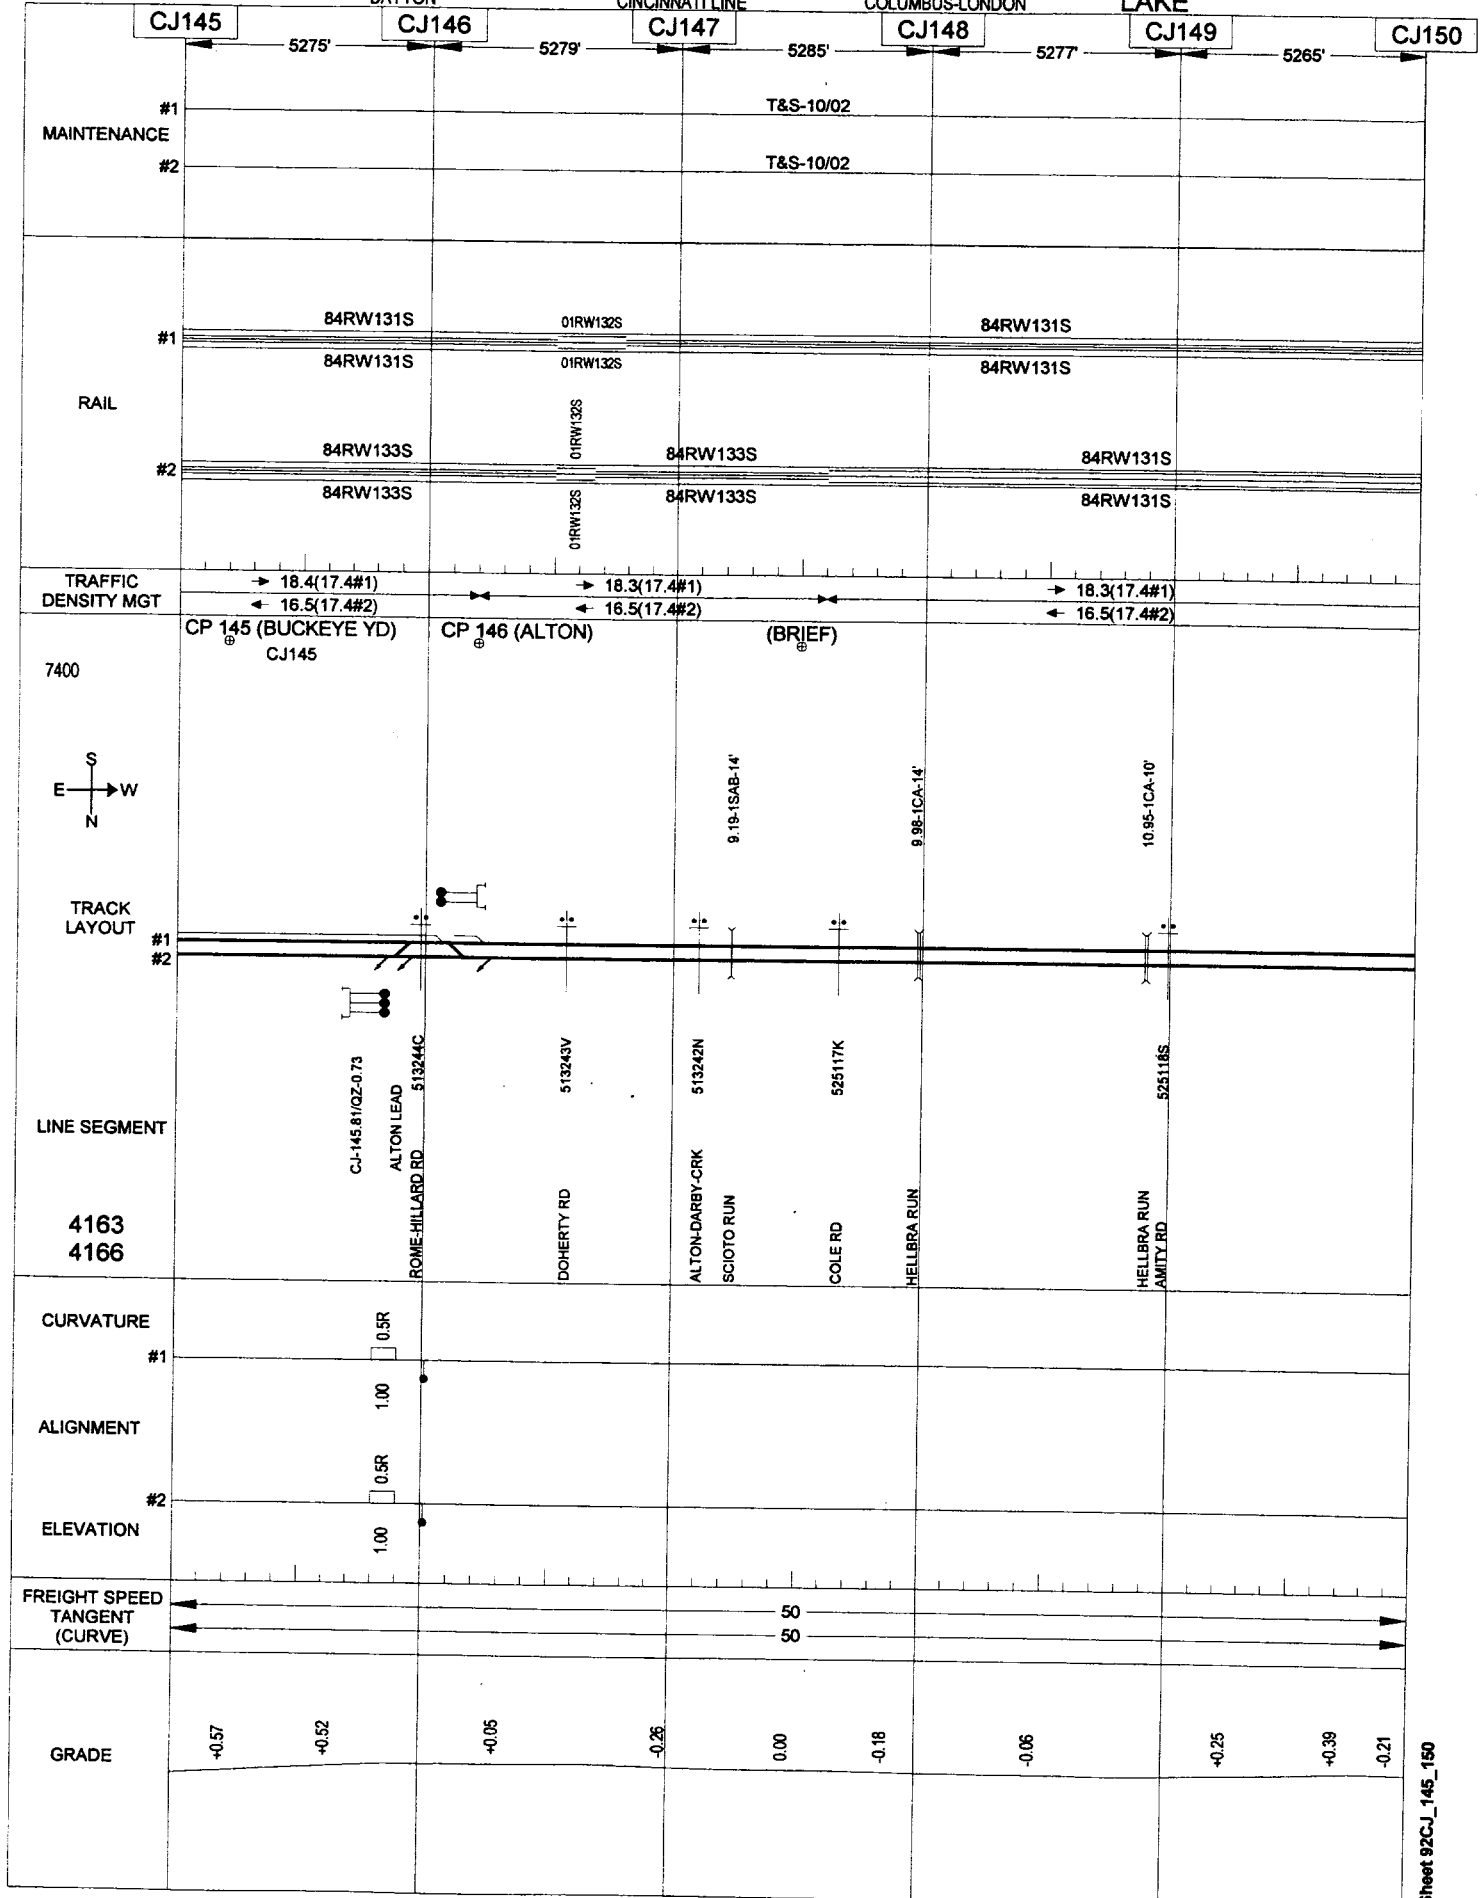 DAYTON CINCINNATI LINE COLUMBUS-LONDON LAKE
CJ145 CJ146 CJ147 CJ148 CJ149 CJ150
5275' 5279' 5285' 5277' 5265'
#1 T&S-10/02
MAINTENANCE
#2 T&S-10/02
84RW131S 01RW132S 84RW131S
#1
84RW131S 01RW132S 84RW131S
RAIL
01RW132S
84RW133S 84RW133S 84RW131S
#2
84RW133S 84RW133S 84RW131S
01RW132S
TRAFFIC
DENSITY MGT
18.4(17.4#1) 18.3(17.4#1) 18.3(17.4#1)
16.5(17.4#2) 16.5(17.4#2) 16.5(17.4#2)
CP 145 (BUCKEYE YD) CP 146 (ALTON) (BRIEF)
CJ145
7400
S
E W
N
9.19-1SAB-14'
9.98-1CA-14'
10.95-1CA-10'
TRACK
LAYOUT
#1
#2
CJ-145.81/QZ-0.73
ALTON LEAD
513244C
513243V
513242N
525117K
525118S
LINE SEGMENT
ROME-HILLARD RD
DOHERTY RD
ALTON-DARBY-CRK
SCIOTO RUN
COLE RD
HELLBRA RUN
HELLBRA RUN
AMITY RD
4163
4166
CURVATURE
0.5R
#1
1.00
ALIGNMENT
0.5R
#2
ELEVATION
1.00
FREIGHT SPEED
TANGENT
(CURVE)
50
50
GRADE
+0.57 +0.52 +0.05 -0.26 0.00 -0.18 -0.06 +0.25 +0.39 -0.21
Sheet 92CJ_145_150